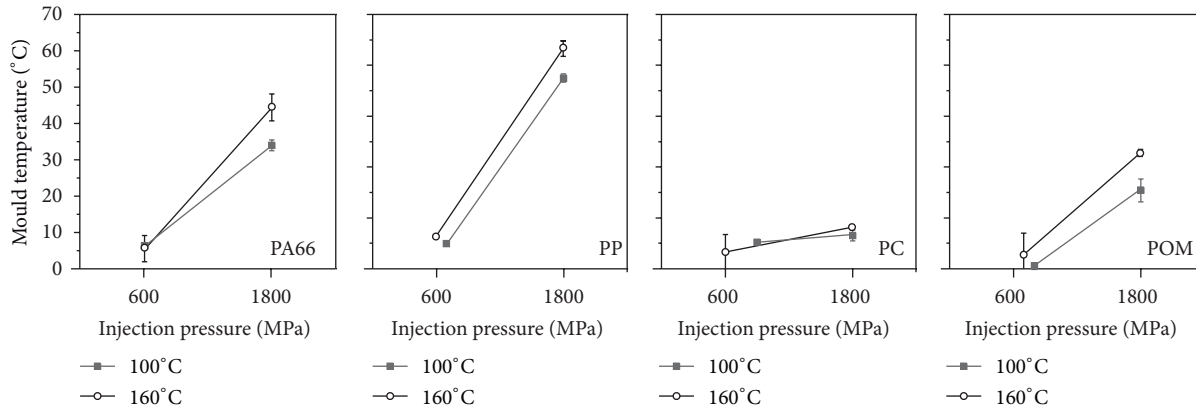 Mould temperature (°C)
70
60
50
40
30
20
10
0
PA66
600 1800
Injection pressure (MPa)
100°C
160°C
PP
600 1800
Injection pressure (MPa)
100°C
160°C
PC
600 1800
Injection pressure (MPa)
100°C
160°C
POM
600 1800
Injection pressure (MPa)
100°C
160°C